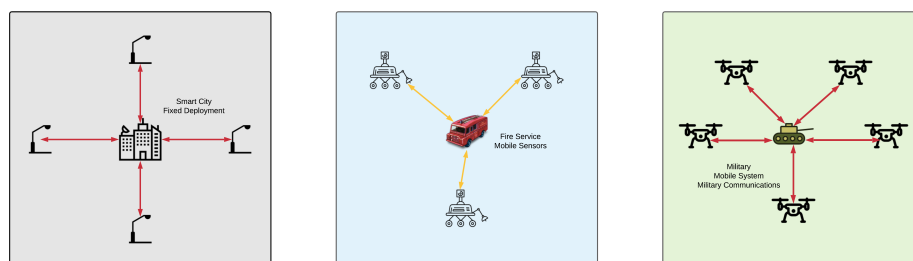 Smart City
Fixed Deployment
Fire Service
Mobile Sensors
Military
Mobile System
Military Communications